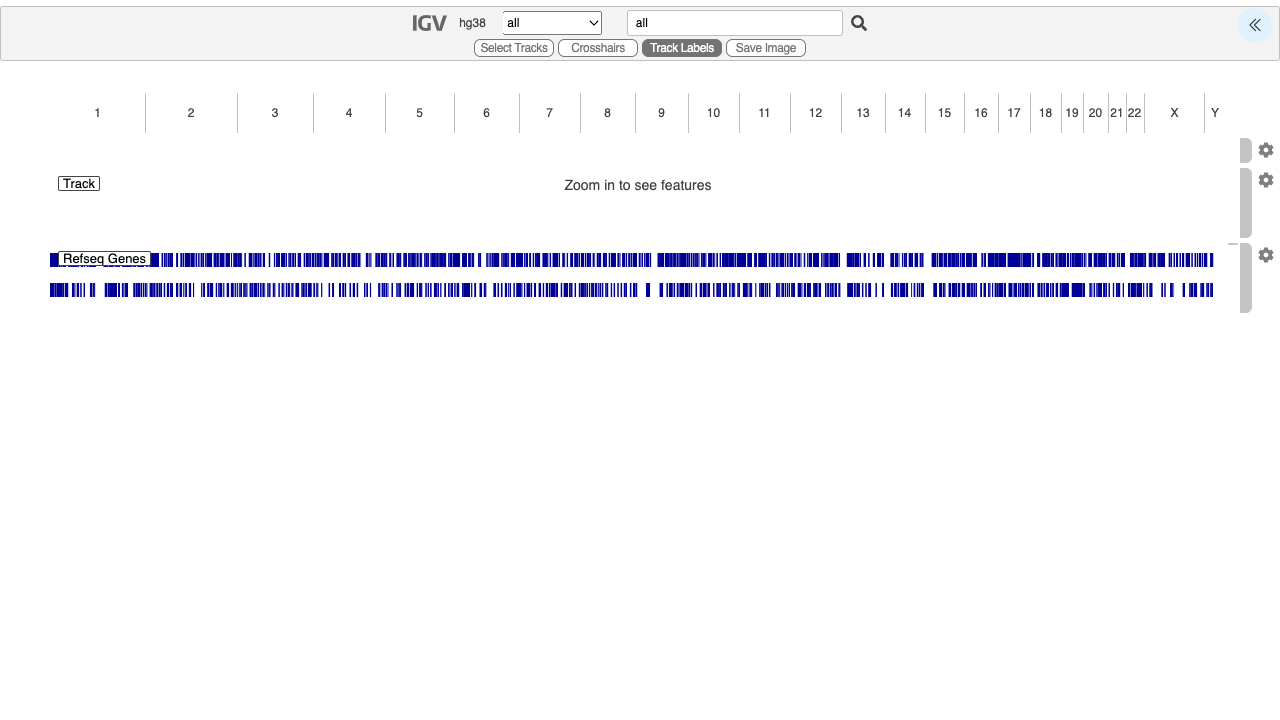 IGV hg38 all all
Select Tracks Crosshairs Track Labels Save Image
1 2 3 4 5 6 7 8 9 10 11 12 13 14 15 16 17 18 19 20 21 22 X Y
Track Zoom in to see features
Refseq Genes